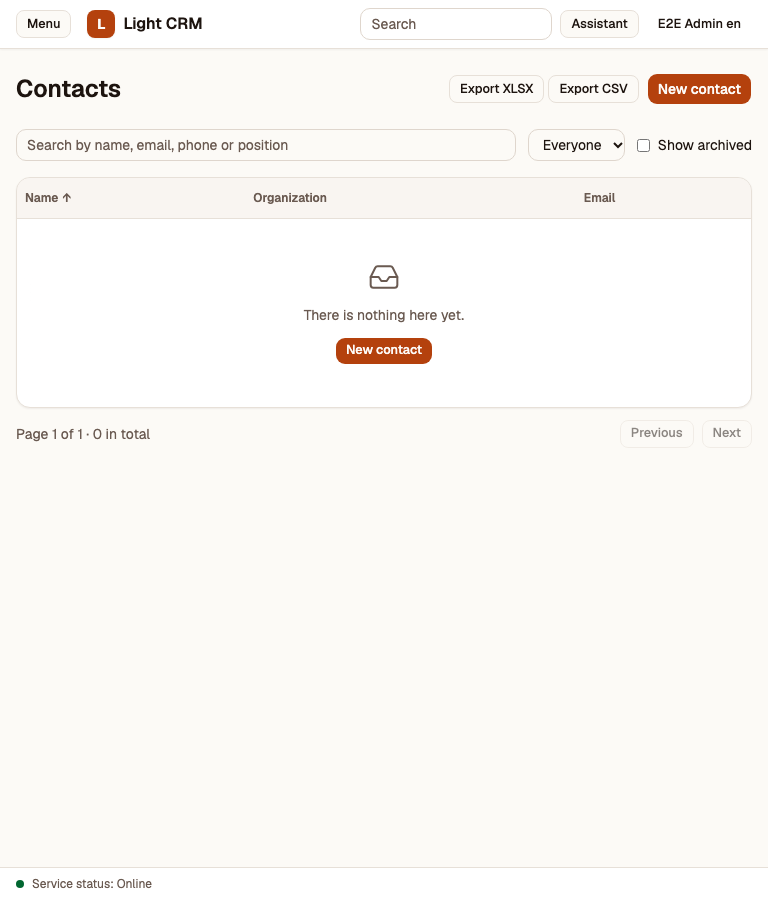 Menu L Light CRM Search Assistant E2E Admin en
Contacts Export XLSX Export CSV New contact
Search by name, email, phone or position Everyone Show archived
Name ↑ Organization Email
There is nothing here yet.
New contact
Page 1 of 1 · 0 in total Previous Next
Service status: Online